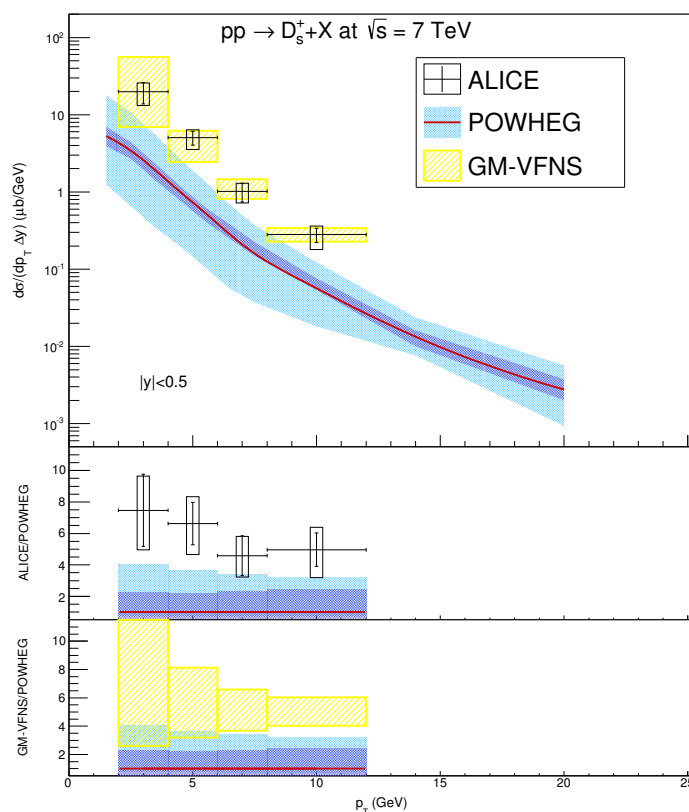 pp → D_s^+ +X at √s = 7 TeV
ALICE
POWHEG
GM-VFNS
dσ/(dp_T Δy) (μb/GeV)
10²
10
1
10⁻¹
10⁻²
10⁻³
|y|<0.5
ALICE/POWHEG
10
8
6
4
2
GM-VFNS/POWHEG
10
8
6
4
2
0 5 10 15 20 25
p_T (GeV)